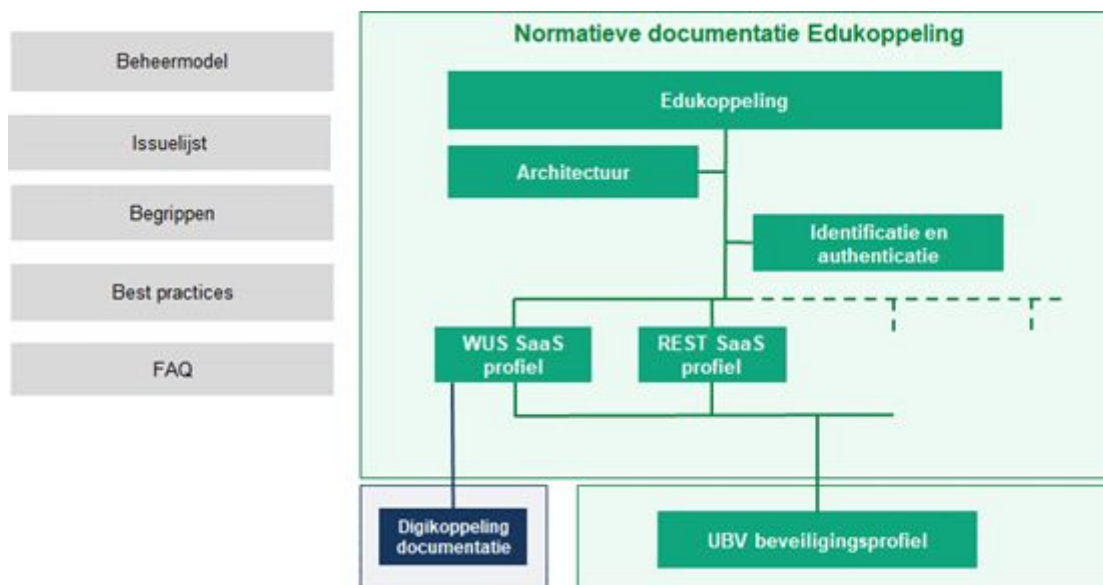 Beheermodel
Issuelijst
Begrippen
Best practices
FAQ
Normatieve documentatie Edukoppeling
Edukoppeling
Architectuur
Identificatie en
authenticatie
WUS SaaS
profiel
REST SaaS
profiel
Digikoppeling
documentatie
UBV beveiligingsprofiel